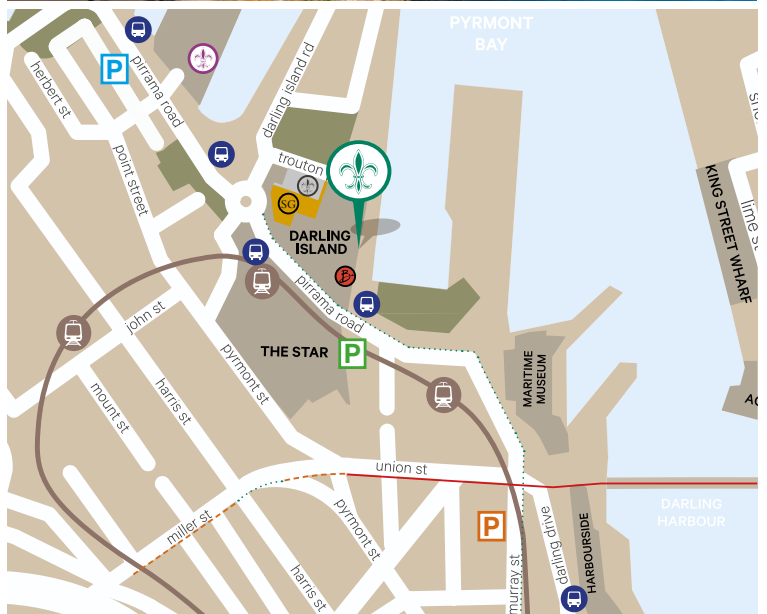 PYRMONT
BAY
herbert st
P
pirrama road
darling island rd
point street
trouton
SG
DARLING
ISLAND
B
KING STREET WHARF
lime st
pirrama road
john st
THE STAR
P
pyrmont st
MARITIME
MUSEUM
mount st
harris st
union st
DARLING
HARBOUR
miller st
pyrmont st
P
murray st
darling drive
HARBOURSIDE
harris st